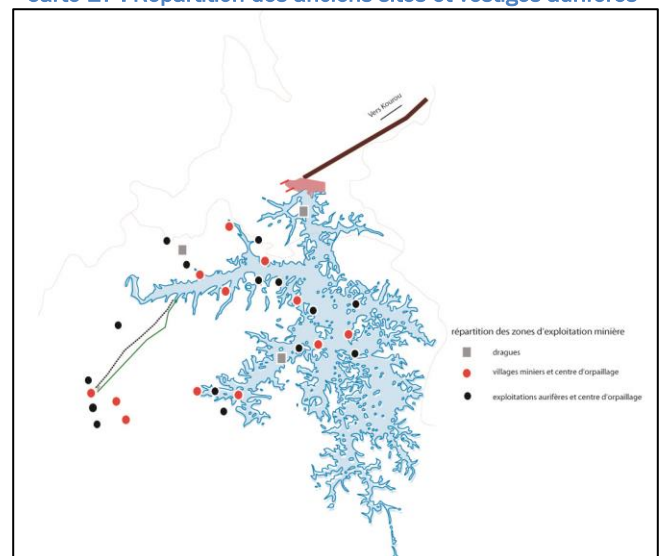 Carte 27 : Répartition des anciens sites et vestiges aurifères
Vers Kourou
répartition des zones d'exploitation minière
dragues
villages miniers et centre d'orpaillage
exploitations aurifères et centre d'orpaillage